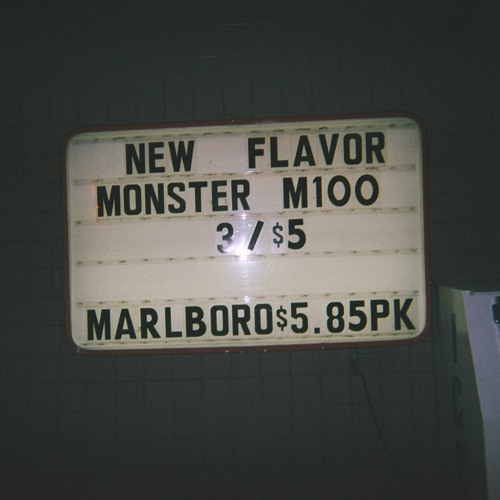 NEW FLAVOR
MONSTER M100
3/$5
MARLBORO $5.85PK